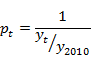 p_t = 1 / (y_t / y_2010)